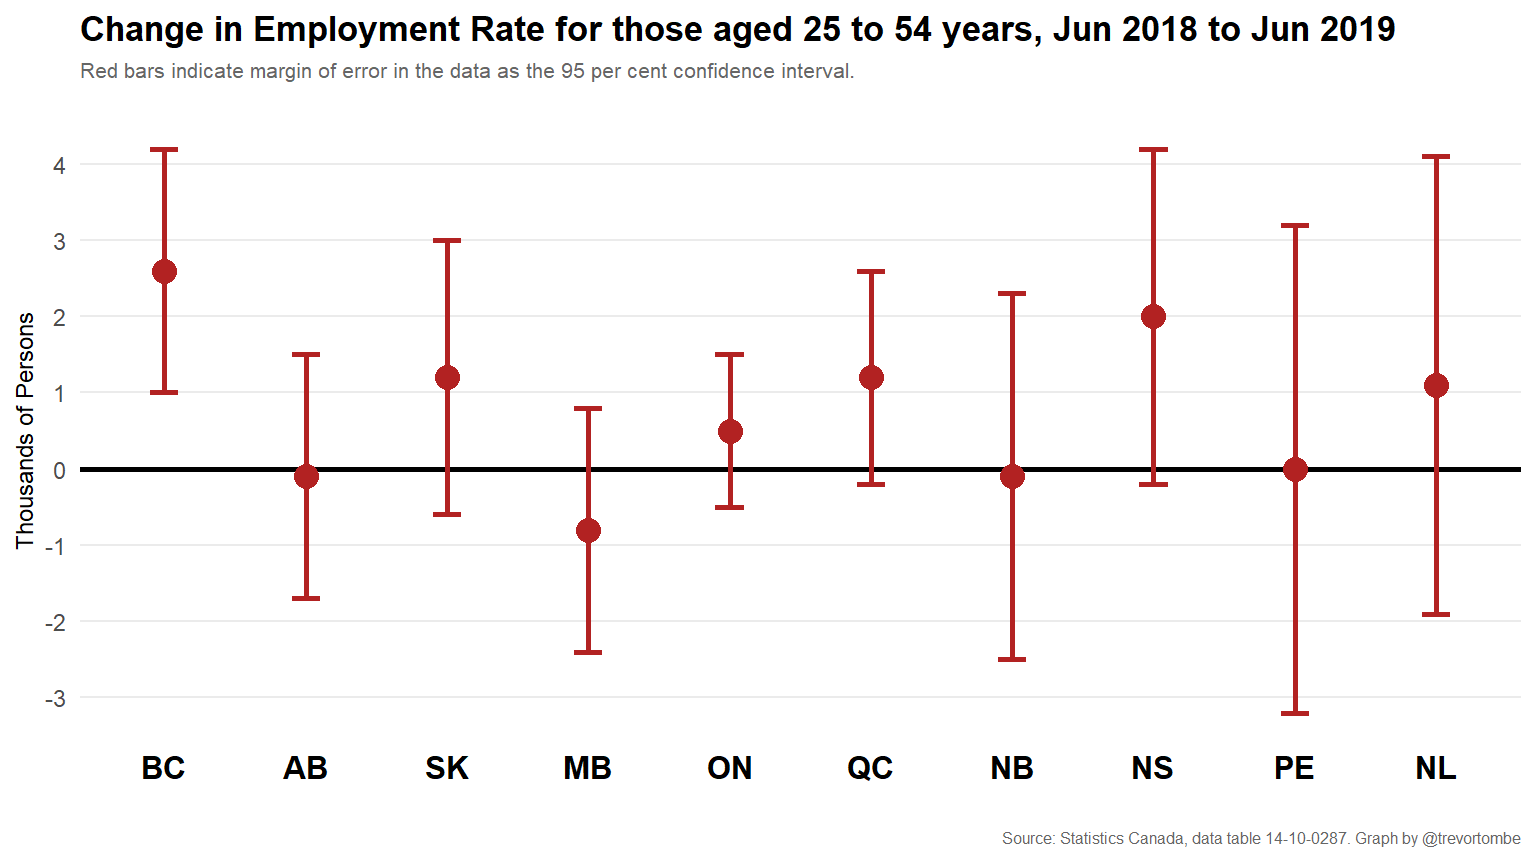 Change in Employment Rate for those aged 25 to 54 years, Jun 2018 to Jun 2019
Red bars indicate margin of error in the data as the 95 per cent confidence interval.
Thousands of Persons
4
3
2
1
0
-1
-2
-3
BC AB SK MB ON QC NB NS PE NL
Source: Statistics Canada, data table 14-10-0287. Graph by @trevortombe